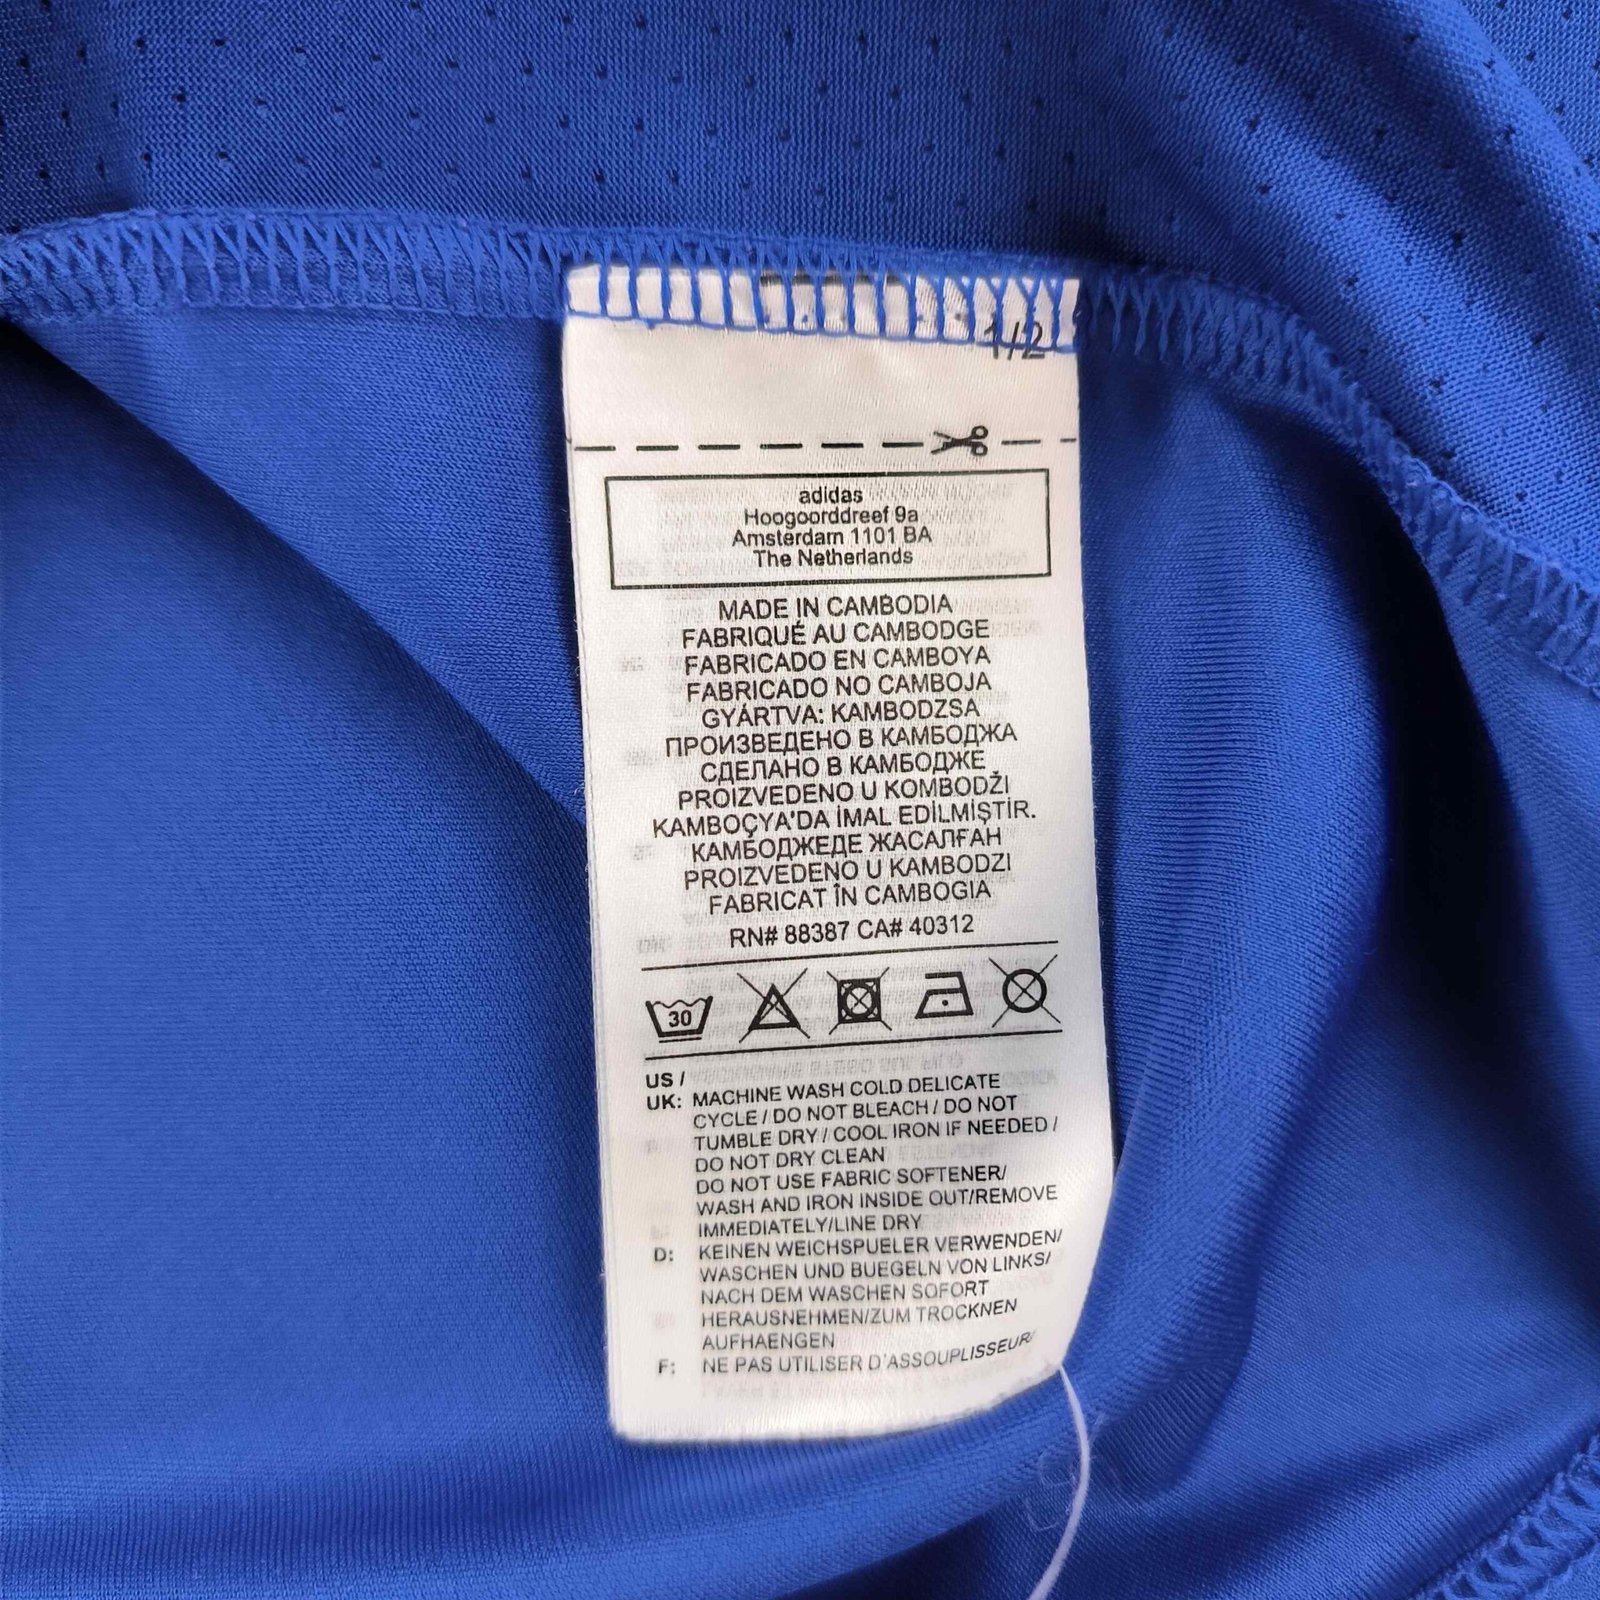 1/2
adidas
Hoogoorddreef 9a
Amsterdam 1101 BA
The Netherlands
MADE IN CAMBODIA
FABRIQUÉ AU CAMBODGE
FABRICADO EN CAMBOYA
FABRICADO NO CAMBOJA
GYÁRTVA: KAMBODZSA
ПРОИЗВЕДЕНО В КАМБОДЖА
СДЕЛАНО В КАМБОДЖЕ
PROIZVEDENO U KOMBODŽI
KAMBOÇYA'DA İMAL EDİLMİŞTİR.
КАМБОДЖЕДЕ ЖАСАЛҒАН
PROIZVEDENO U KAMBODZI
FABRICAT ÎN CAMBOGIA
RN# 88387 CA# 40312
30
US /
UK: MACHINE WASH COLD DELICATE
CYCLE / DO NOT BLEACH / DO NOT
TUMBLE DRY / COOL IRON IF NEEDED /
DO NOT DRY CLEAN
DO NOT USE FABRIC SOFTENER/
WASH AND IRON INSIDE OUT/REMOVE
IMMEDIATELY/LINE DRY
D: KEINEN WEICHSPUELER VERWENDEN/
WASCHEN UND BUEGELN VON LINKS/
NACH DEM WASCHEN SOFORT
HERAUSNEHMEN/ZUM TROCKNEN
AUFHAENGEN
F: NE PAS UTILISER D'ASSOUPLISSEUR/